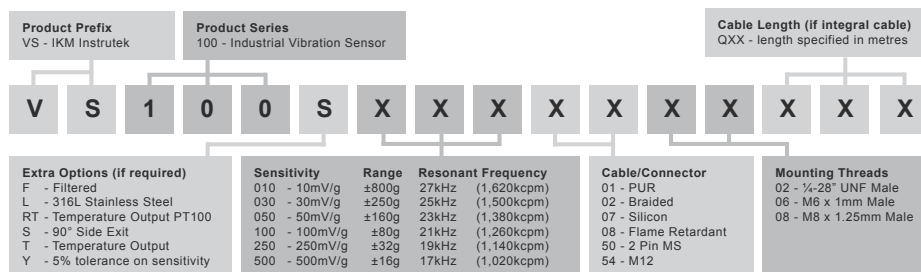 Product Prefix
VS - IKM Instrutek
Product Series
100 - Industrial Vibration Sensor
Cable Length (if integral cable)
QXX - length specified in metres
V S 1 0 0 S X X X X X X X X X X
Extra Options (if required)
F - Filtered
L - 316L Stainless Steel
RT - Temperature Output PT100
S - 90° Side Exit
T - Temperature Output
Y - 5% tolerance on sensitivity
Sensitivity Range Resonant Frequency
010 - 10mV/g ±800g 27kHz (1,620kcpm)
030 - 30mV/g ±250g 25kHz (1,500kcpm)
050 - 50mV/g ±160g 23kHz (1,380kcpm)
100 - 100mV/g ±80g 21kHz (1,260kcpm)
250 - 250mV/g ±32g 19kHz (1,140kcpm)
500 - 500mV/g ±16g 17kHz (1,020kcpm)
Cable/Connector
01 - PUR
02 - Braided
07 - Silicon
08 - Flame Retardant
50 - 2 Pin MS
54 - M12
Mounting Threads
02 - ¼-28” UNF Male
06 - M6 x 1mm Male
08 - M8 x 1.25mm Male